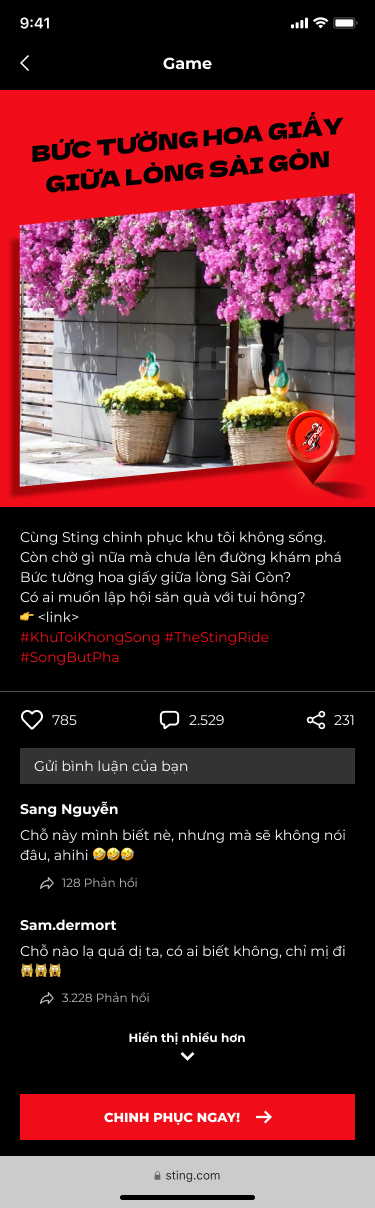 9:41
Game
BỨC TƯỜNG HOA GIẤY
GIỮA LÒNG SÀI GÒN
Cùng Sting chinh phục khu tôi không sống.
Còn chờ gì nữa mà chưa lên đường khám phá
Bức tường hoa giấy giữa lòng Sài Gòn?
Có ai muốn lập hội săn quà với tui hông?
👉 <link>
#KhuToiKhongSong #TheStingRide
#SongButPha
785 2.529 231
Gửi bình luận của bạn
Sang Nguyễn
Chỗ này mình biết nè, nhưng mà sẽ không nói
đâu, ahihi 🤣🤣🤣
128 Phản hồi
Sam.dermort
Chỗ nào lạ quá dị ta, có ai biết không, chỉ mị đi
🙀🙀🙀
3.228 Phản hồi
Hiển thị nhiều hơn
CHINH PHỤC NGAY! →
sting.com